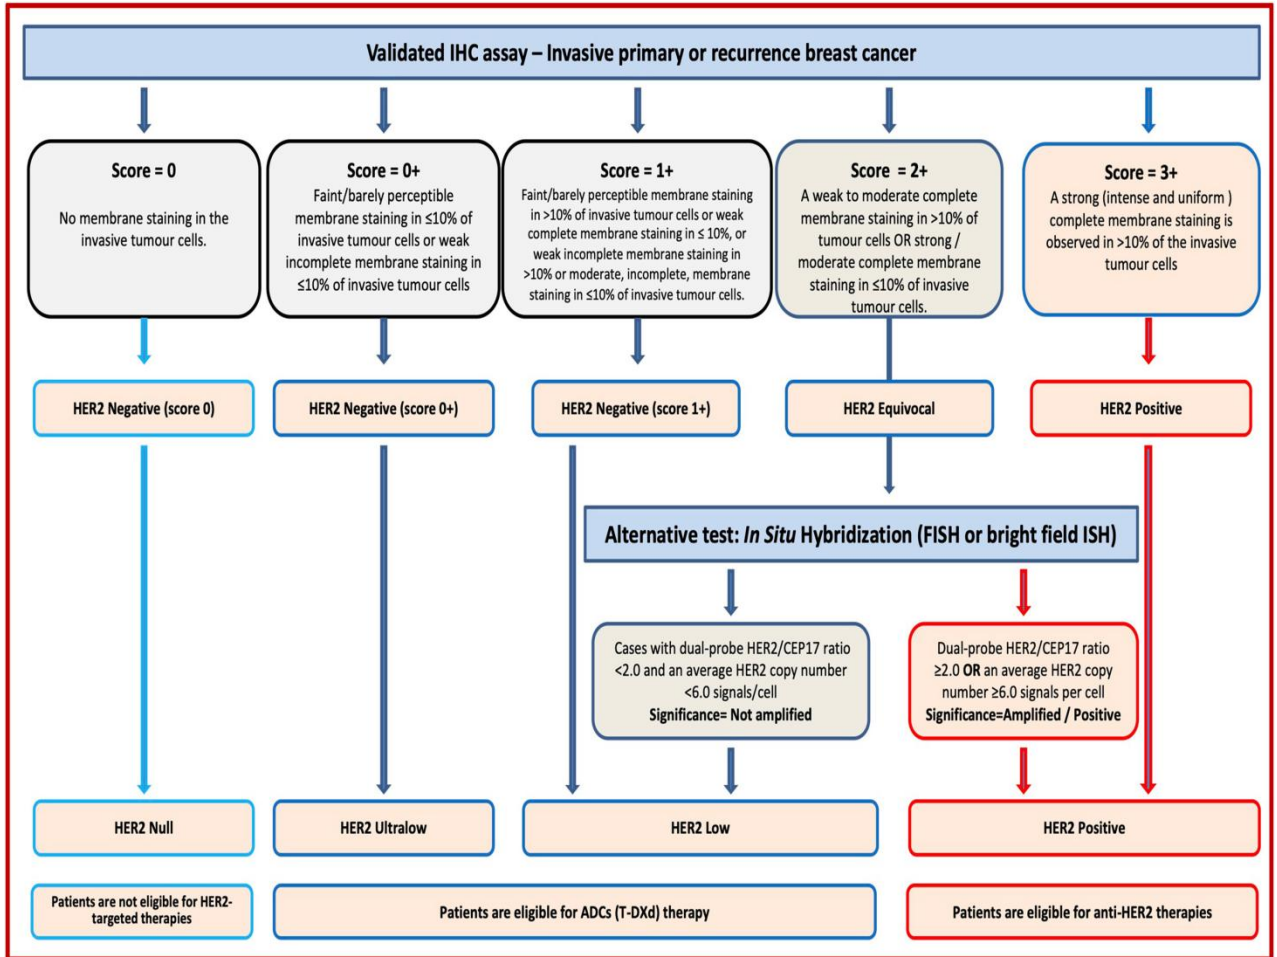 Validated IHC assay – Invasive primary or recurrence breast cancer
Score = 0
No membrane staining in the
invasive tumour cells.
Score = 0+
Faint/barely perceptible
membrane staining in ≤10% of
invasive tumour cells or weak
incomplete membrane staining in
≤10% of invasive tumour cells
Score = 1+
Faint/barely perceptible membrane staining
in >10% of invasive tumour cells or weak
complete membrane staining in ≤ 10%, or
weak incomplete membrane staining in
>10% or moderate, incomplete, membrane
staining in ≤10% of invasive tumour cells.
Score = 2+
A weak to moderate complete
membrane staining in >10% of
tumour cells OR strong /
moderate complete membrane
staining in ≤10% of invasive
tumour cells.
Score = 3+
A strong (intense and uniform )
complete membrane staining is
observed in >10% of the invasive
tumour cells
HER2 Negative (score 0)
HER2 Negative (score 0+)
HER2 Negative (score 1+)
HER2 Equivocal
HER2 Positive
Alternative test: In Situ Hybridization (FISH or bright field ISH)
Cases with dual-probe HER2/CEP17 ratio
<2.0 and an average HER2 copy number
<6.0 signals/cell
Significance= Not amplified
Dual-probe HER2/CEP17 ratio
≥2.0 OR an average HER2 copy
number ≥6.0 signals per cell
Significance=Amplified / Positive
HER2 Null
HER2 Ultralow
HER2 Low
HER2 Positive
Patients are not eligible for HER2-
targeted therapies
Patients are eligible for ADCs (T-DXd) therapy
Patients are eligible for anti-HER2 therapies